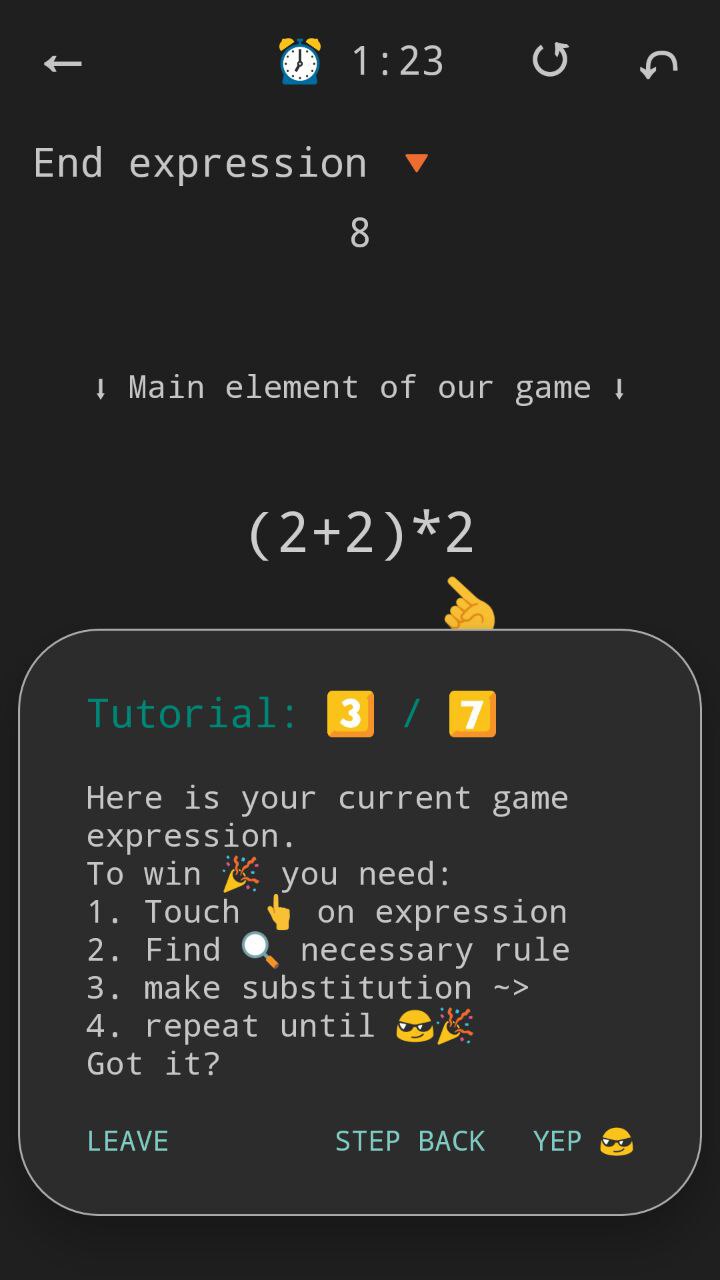 ← ⏰ 1:23 ↺ ↶
End expression 🔻
8
⭣ Main element of our game ⭣
(2+2)*2
Tutorial: 3️⃣ / 7️⃣
Here is your current game
expression.
To win 🎉 you need:
1. Touch 👆 on expression
2. Find 🔍 necessary rule
3. make substitution ~>
4. repeat until 😎🎉
Got it?
LEAVE STEP BACK YEP 😎